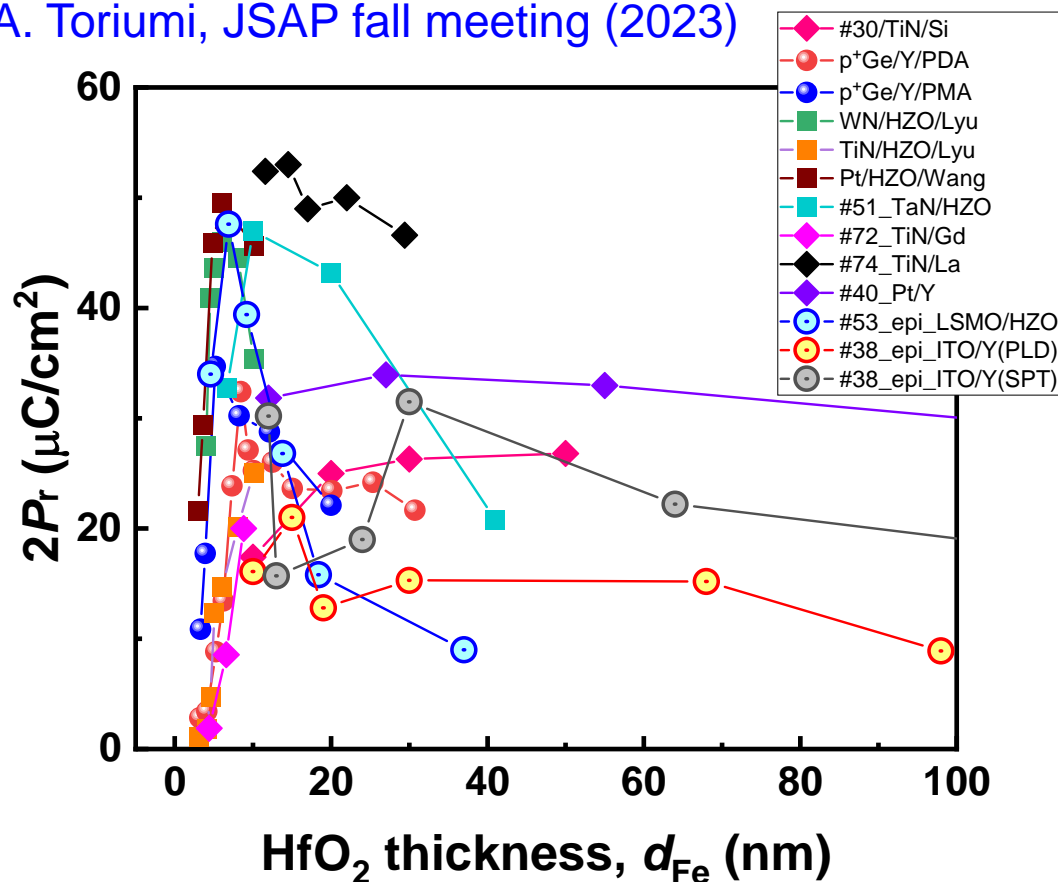 A. Toriumi, JSAP fall meeting (2023)
#30/TiN/Si
p⁺Ge/Y/PDA
p⁺Ge/Y/PMA
WN/HZO/Lyu
TiN/HZO/Lyu
Pt/HZO/Wang
#51_TaN/HZO
#72_TiN/Gd
#74_TiN/La
#40_Pt/Y
#53_epi_LSMO/HZO
#38_epi_ITO/Y(PLD)
#38_epi_ITO/Y(SPT)
60
40
20
0
2Pr (μC/cm²)
0 20 40 60 80 100
HfO₂ thickness, dFe (nm)